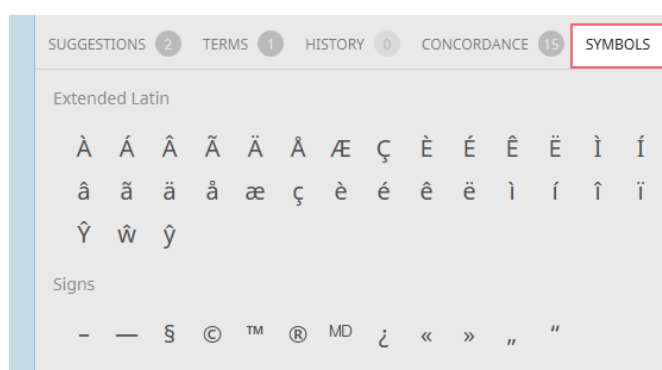 SUGGESTIONS 2 TERMS 1 HISTORY 0 CONCORDANCE 15 SYMBOLS
Extended Latin
À Á Â Ã Ä Å Æ Ç È É Ê Ë Ì Í
â ã ä å æ ç è é ê ë ì í î ï
Ŷ ŵ ŷ
Signs
– — § © ™ ® MD ¿ « » „ “